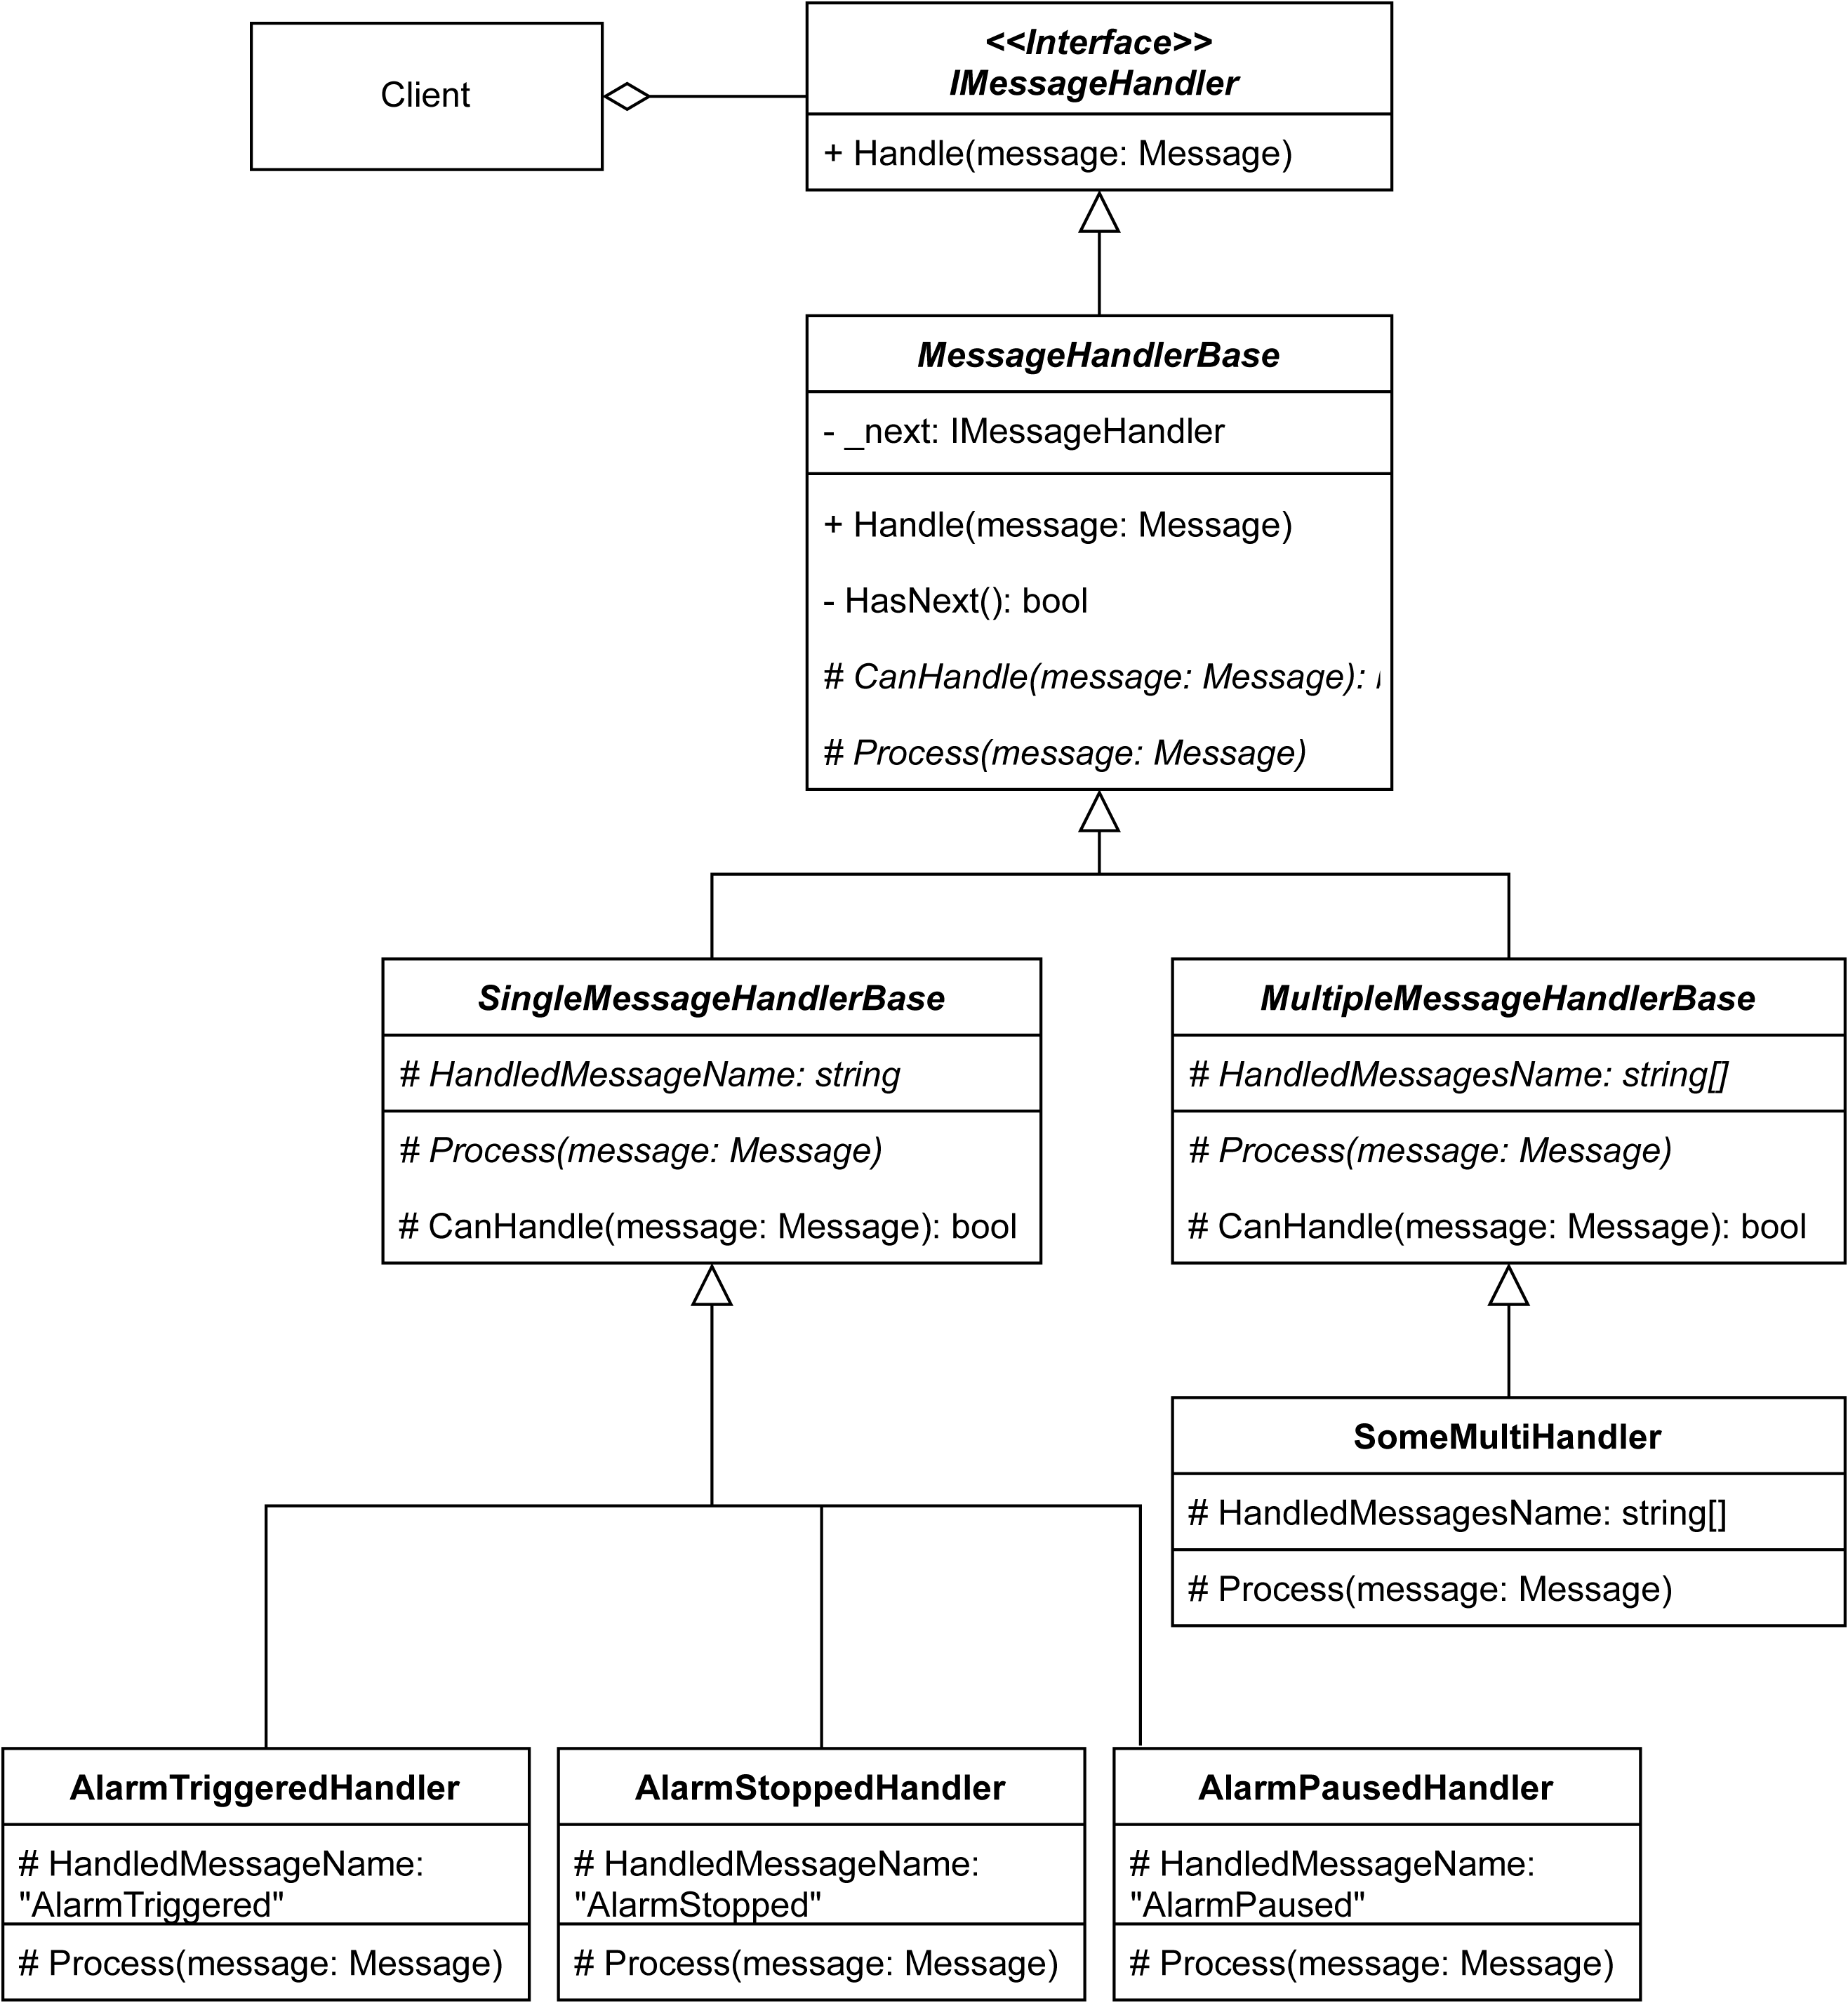 Client
<<Interface>>
IMessageHandler
+ Handle(message: Message)
MessageHandlerBase
- _next: IMessageHandler
+ Handle(message: Message)
- HasNext(): bool
# CanHandle(message: Message):
# Process(message: Message)
SingleMessageHandlerBase
# HandledMessageName: string
# Process(message: Message)
# CanHandle(message: Message): bool
MultipleMessageHandlerBase
# HandledMessagesName: string[]
# Process(message: Message)
# CanHandle(message: Message): bool
SomeMultiHandler
# HandledMessagesName: string[]
# Process(message: Message)
AlarmTriggeredHandler
# HandledMessageName:
"AlarmTriggered"
# Process(message: Message)
AlarmStoppedHandler
# HandledMessageName:
"AlarmStopped"
# Process(message: Message)
AlarmPausedHandler
# HandledMessageName:
"AlarmPaused"
# Process(message: Message)